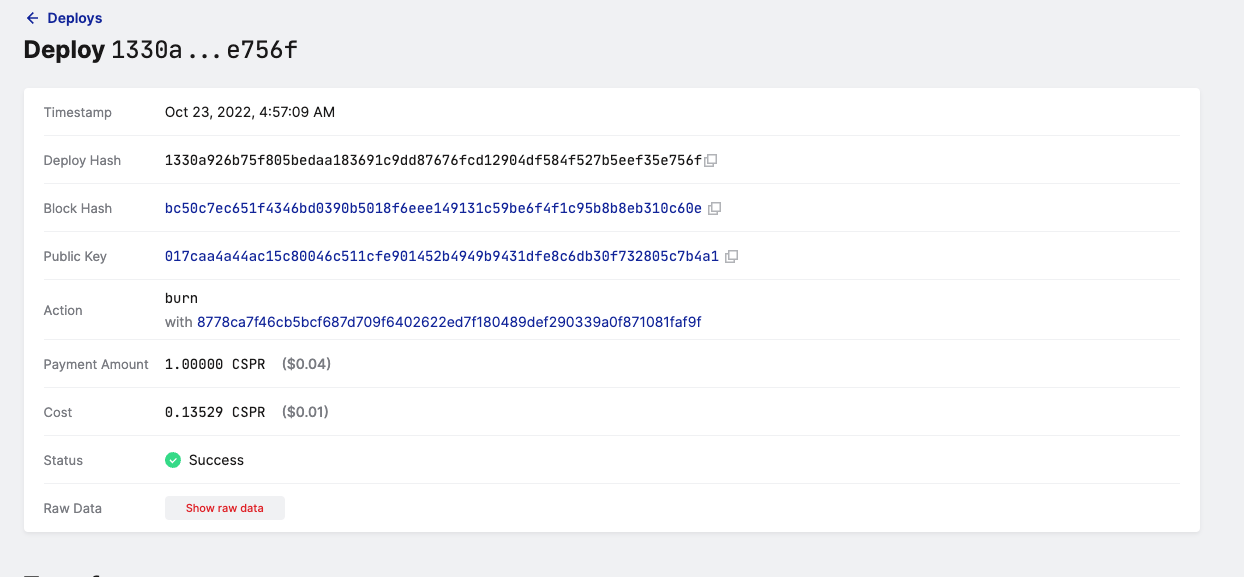 Deploys
Deploy 1330a...e756f
Timestamp Oct 23, 2022, 4:57:09 AM
Deploy Hash 1330a926b75f805bedaa183691c9dd87676fcd12904df584f527b5eef35e756f
Block Hash bc50c7ec651f4346bd0390b5018f6eee149131c59be6f4f1c95b8b8eb310c60e
Public Key 017caa4a44ac15c80046c511cfe901452b4949b9431dfe8c6db30f732805c7b4a1
Action burn
with 8778ca7f46cb5bcf687d709f6402622ed7f180489def290339a0f871081faf9f
Payment Amount 1.00000 CSPR ($0.04)
Cost 0.13529 CSPR ($0.01)
Status Success
Raw Data Show raw data